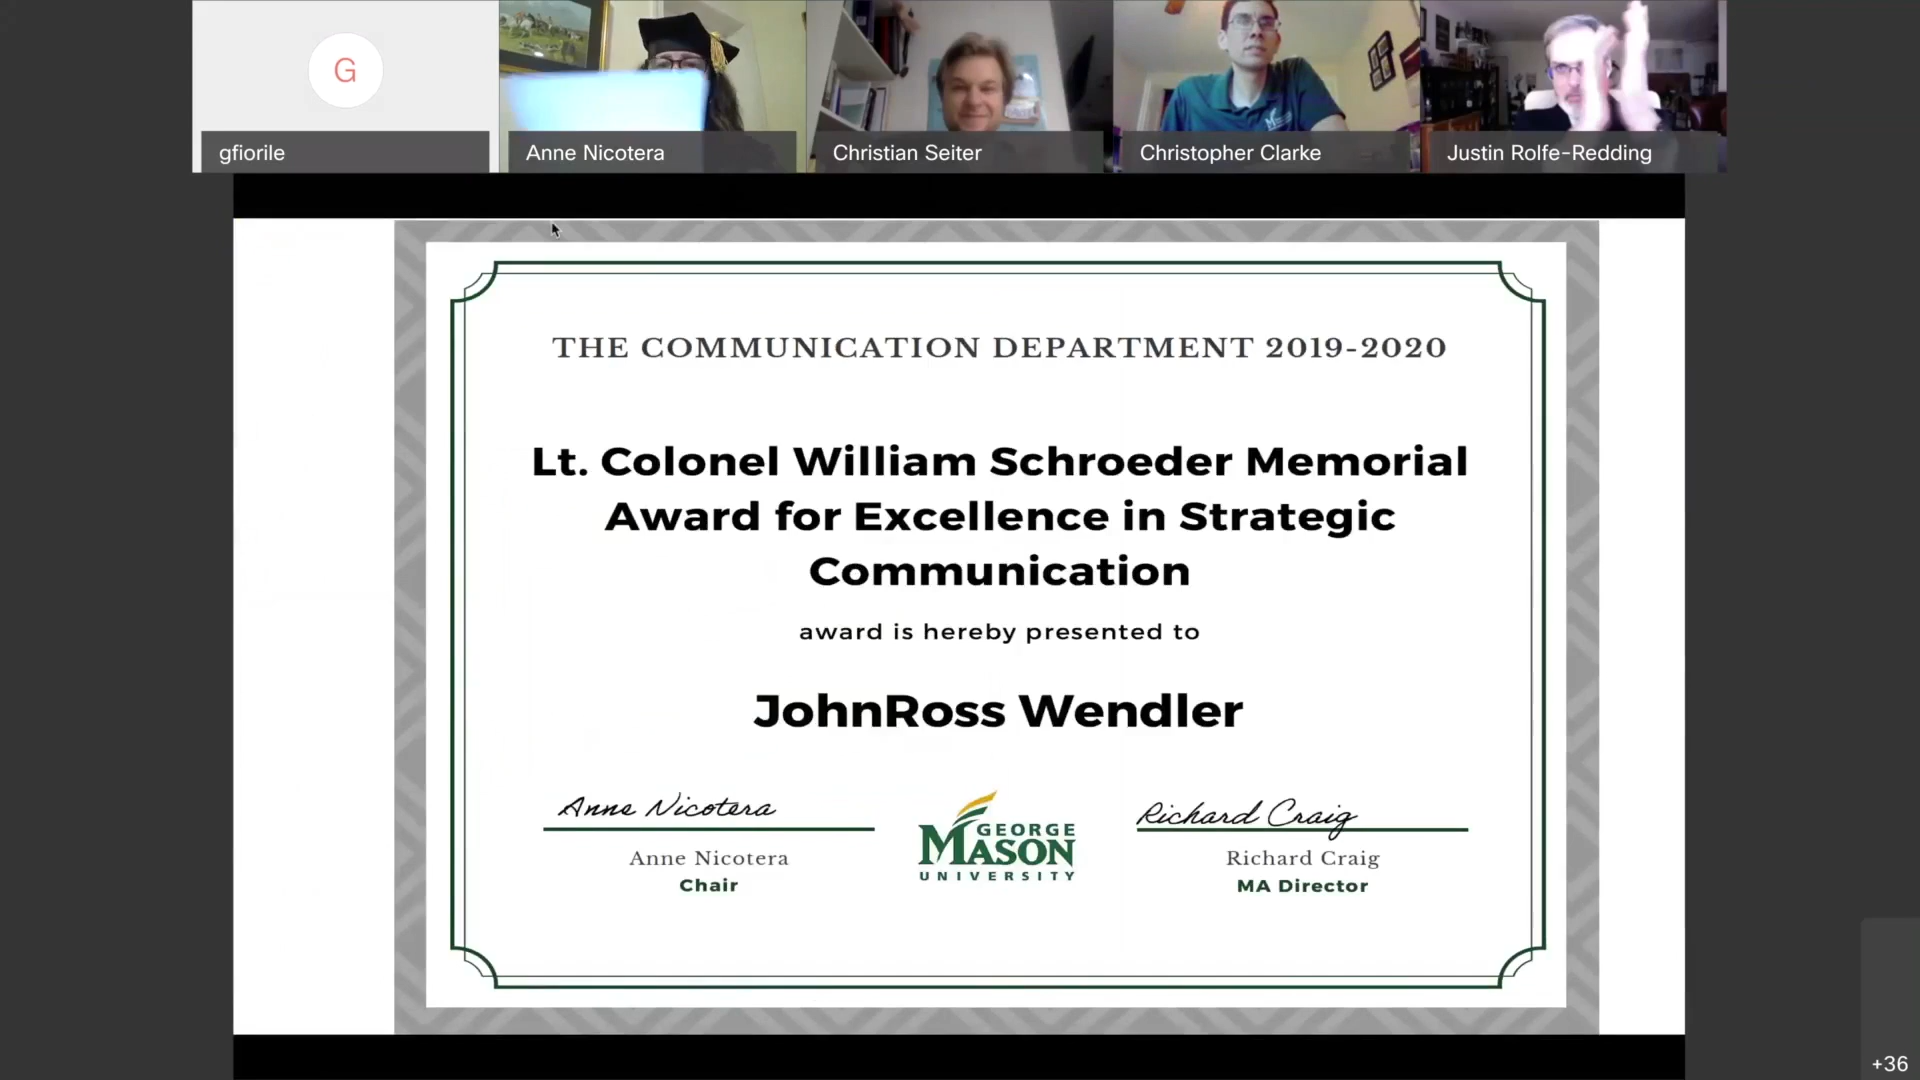 G
gfiorile
Anne Nicotera
Christian Seiter
Christopher Clarke
Justin Rolfe-Redding
THE COMMUNICATION DEPARTMENT 2019-2020
Lt. Colonel William Schroeder Memorial
Award for Excellence in Strategic
Communication
award is hereby presented to
JohnRoss Wendler
Anne Nicotera
Anne Nicotera
Chair
GEORGE
MASON
UNIVERSITY
Richard Craig
Richard Craig
MA Director
+36